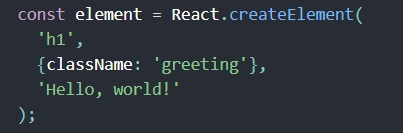 const element = React.createElement(
  'h1',
  {className: 'greeting'},
  'Hello, world!'
);